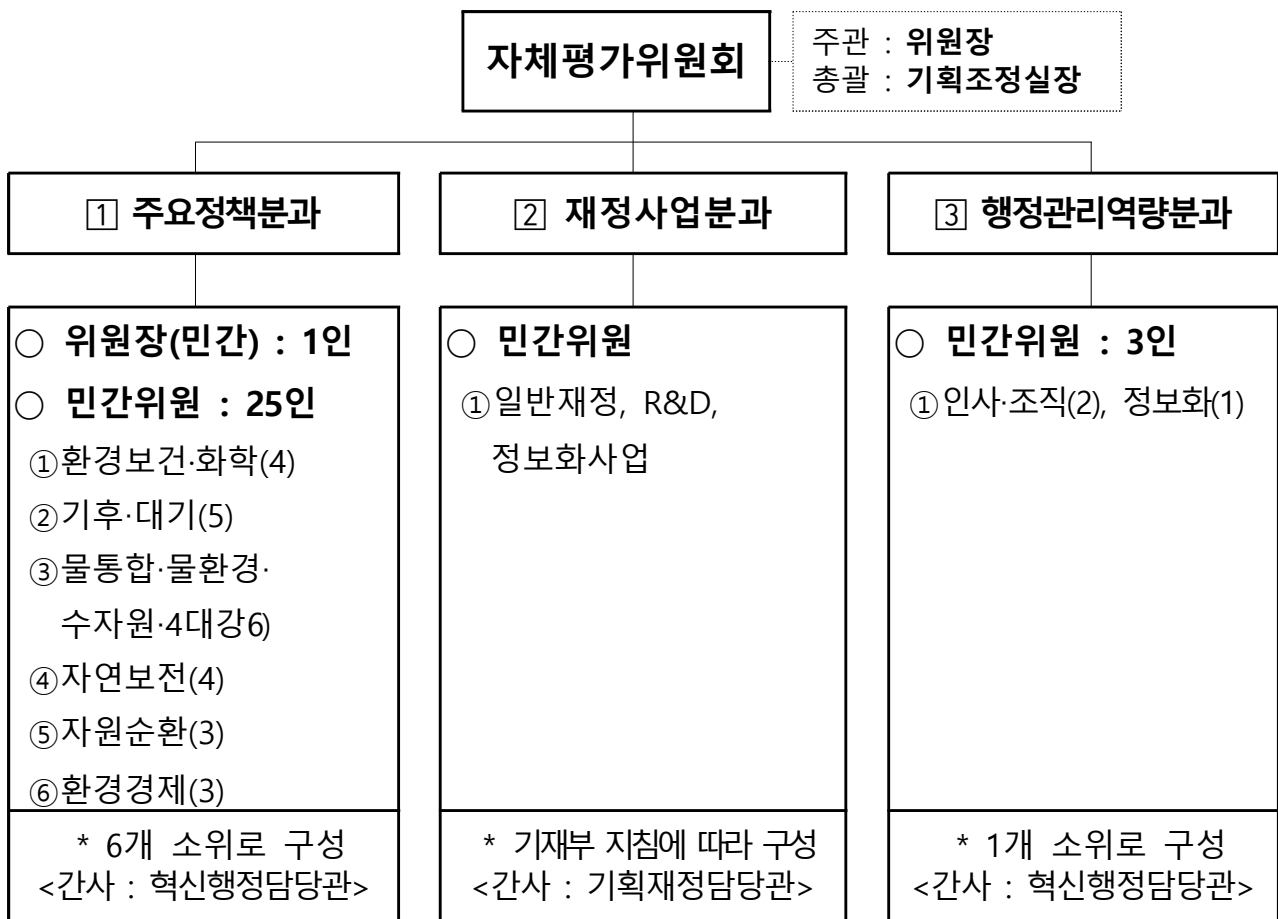 자체평가위원회
주관 : 위원장
총괄 : 기획조정실장
1 주요정책분과
2 재정사업분과
3 행정관리역량분과
○ 위원장(민간) : 1인
○ 민간위원 : 25인
①환경보건·화학(4)
②기후·대기(5)
③물통합·물환경·
수자원·4대강6)
④자연보전(4)
⑤자원순환(3)
⑥환경경제(3)
* 6개 소위로 구성
<간사 : 혁신행정담당관>
○ 민간위원
①일반재정, R&D,
정보화사업
* 기재부 지침에 따라 구성
<간사 : 기획재정담당관>
○ 민간위원 : 3인
①인사·조직(2), 정보화(1)
* 1개 소위로 구성
<간사 : 혁신행정담당관>